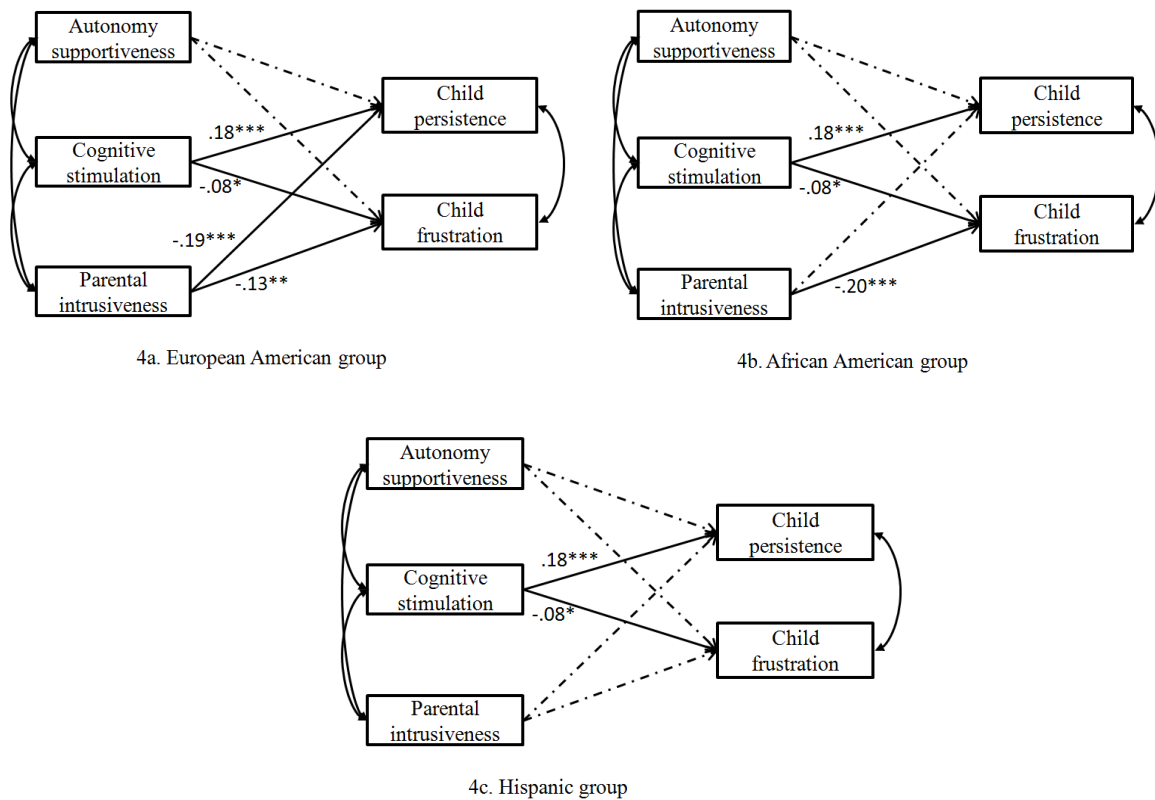 Autonomy
supportiveness
Child
persistence
.18***
Cognitive
stimulation
-.08*
Child
frustration
-.19***
Parental
intrusiveness
-.13**
4a. European American group
Autonomy
supportiveness
Child
persistence
.18***
Cognitive
stimulation
-.08*
Child
frustration
Parental
intrusiveness
-.20***
4b. African American group
Autonomy
supportiveness
Child
persistence
.18***
Cognitive
stimulation
-.08*
Child
frustration
Parental
intrusiveness
4c. Hispanic group